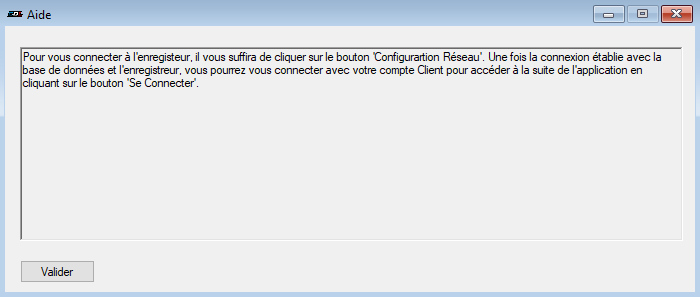 Aide
Pour vous connecter à l'enregisteur, il vous suffira de cliquer sur le bouton 'Configurartion Réseau'. Une fois la connexion établie avec la
base de données et l'enregistreur, vous pourrez vous connecter avec votre compte Client pour accéder à la suite de l'application en
cliquant sur le bouton 'Se Connecter'.
Valider